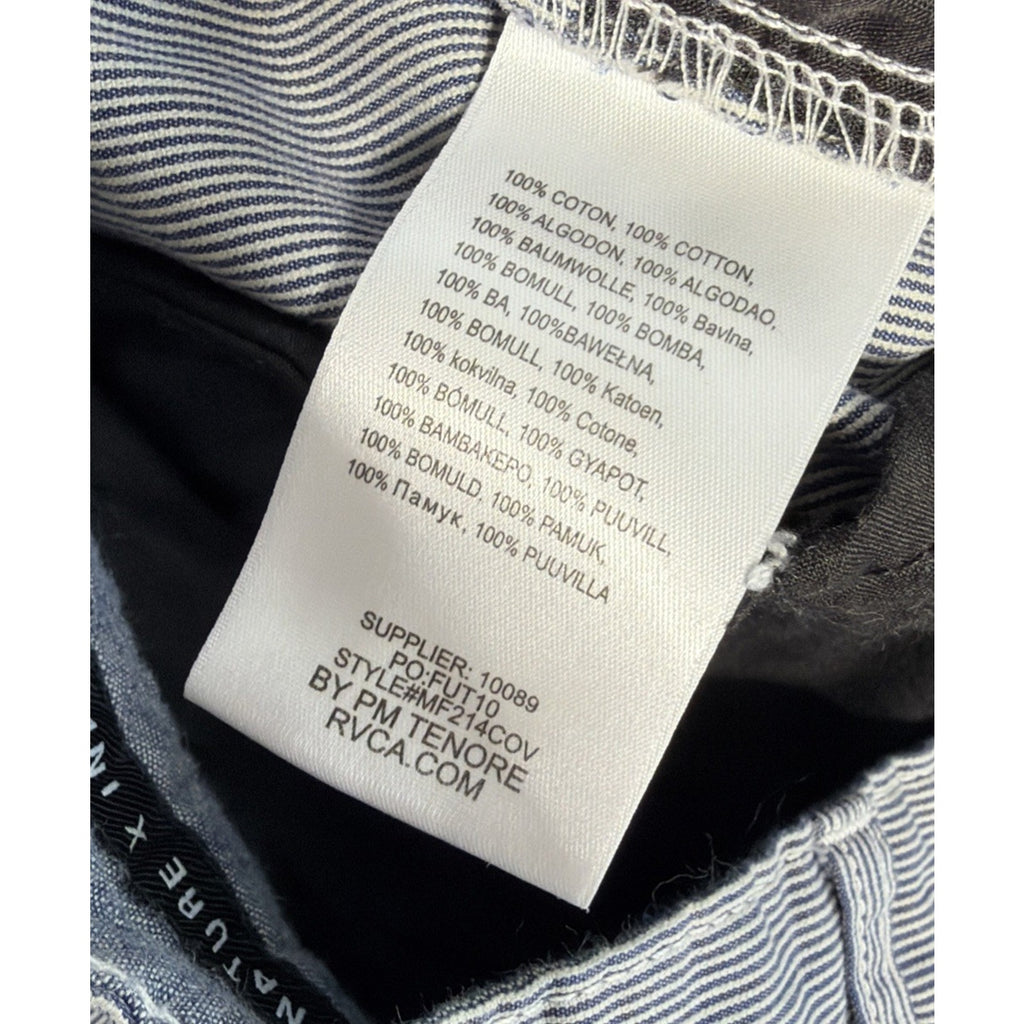 100% COTON, 100% COTTON,
100% ALGODON, 100% ALGODAO,
100% BAUMWOLLE, 100% Bavlna,
100% BOMULL, 100% BOMBA,
100% BA, 100%BAWEŁNA,
100% BOMULL, 100% Katoen,
100% kokvilna, 100% Cotone,
100% BÓMULL, 100% GYAPOT,
100% BAMBAKEPO, 100% PUUVILL,
100% BOMULD, 100% PAMUK,
100% Памук, 100% PUUVILLA
SUPPLIER: 10089
PO:FUT10
STYLE#MF214COV
BY PM TENORE
RVCA.COM
NATURE X IN